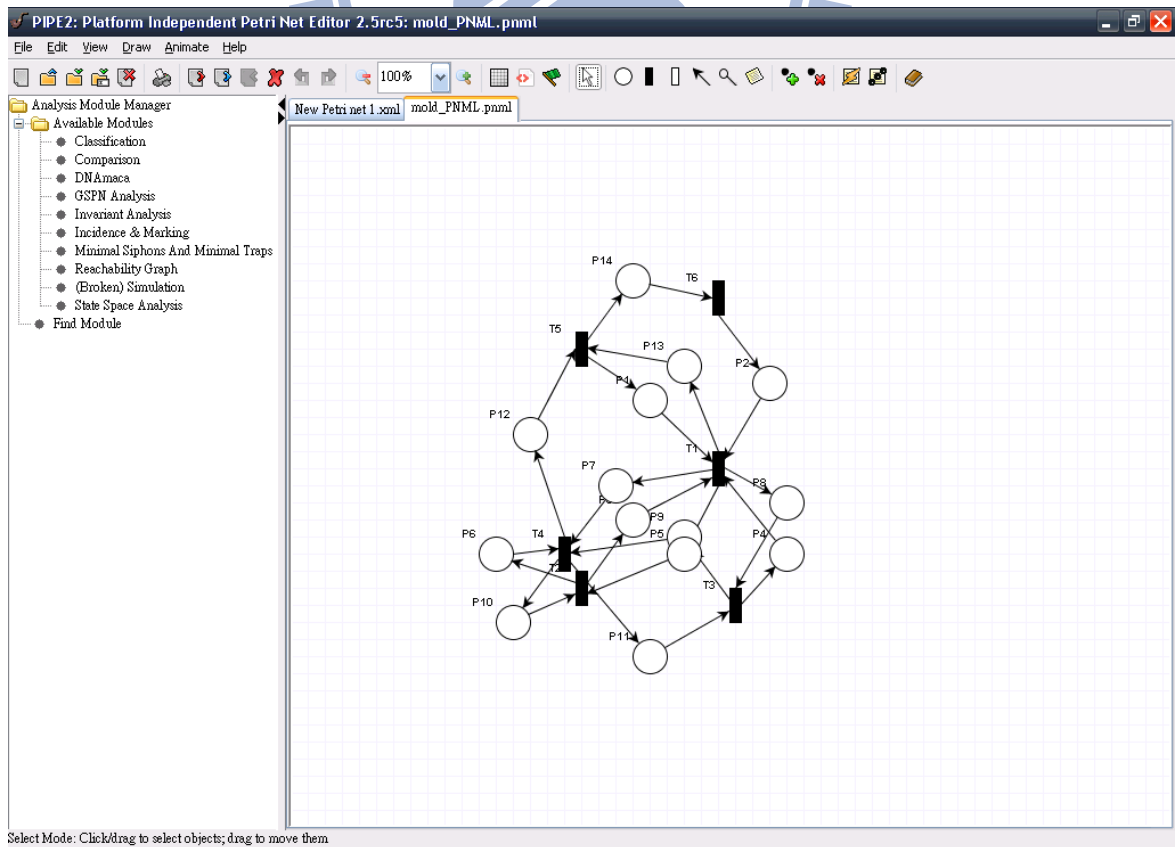 PIPE2: Platform Independent Petri Net Editor 2.5rc5: mold_PNML.pnml
File Edit View Draw Animate Help
100%
Analysis Module Manager
Available Modules
Classification
Comparison
DNAmaca
GSPN Analysis
Invariant Analysis
Incidence & Marking
Minimal Siphons And Minimal Traps
Reachability Graph
(Broken) Simulation
State Space Analysis
Find Module
New Petri net 1.xml mold_PNML.pnml
P14
T6
T5
P13
P2
P1
P12
T1
P7
P8
P9
P6
T4
P5
P4
T3
P10
P11
Select Mode: Click/drag to select objects; drag to move them